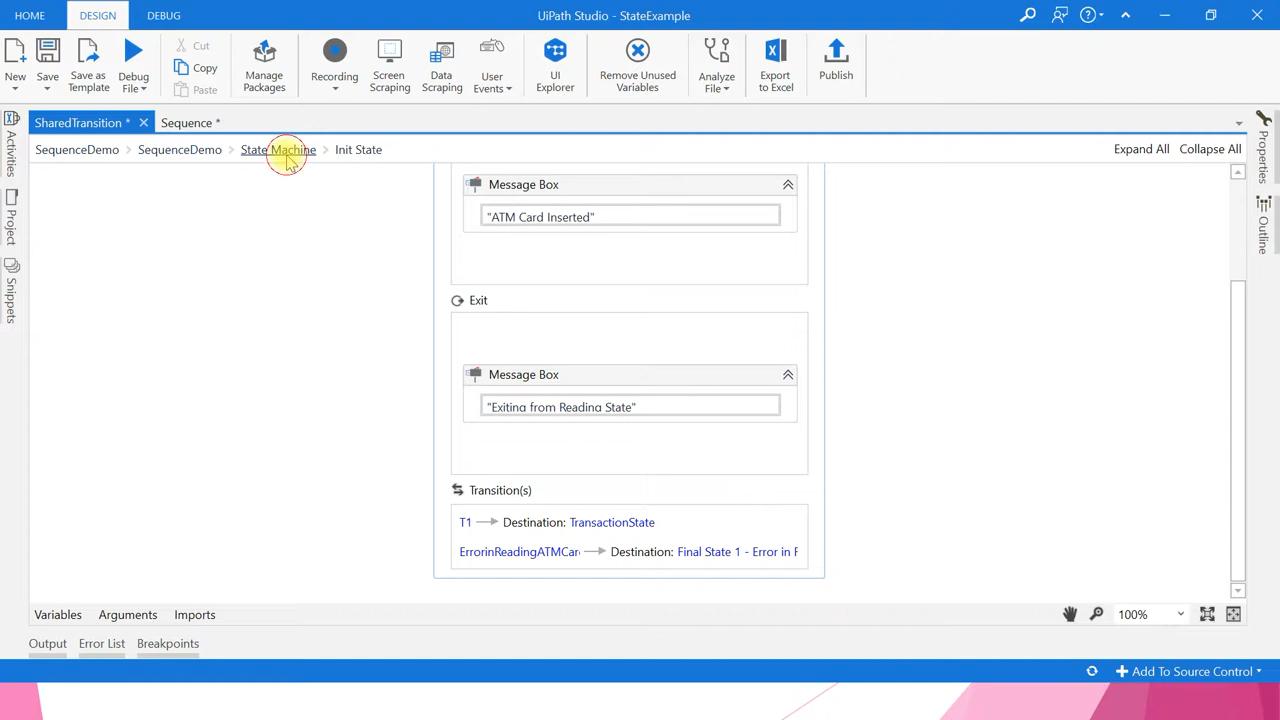 HOME DESIGN DEBUG UiPath Studio - StateExample
New Save Save as Template Debug File Cut Copy Paste Manage Packages Recording Screen Scraping Data Scraping User Events UI Explorer Remove Unused Variables Analyze File Export to Excel Publish
SharedTransition * Sequence *
SequenceDemo > SequenceDemo > State Machine > Init State Expand All Collapse All
Activities
Project
Snippets
Properties
Outline
Message Box
"ATM Card Inserted"
Exit
Message Box
"Exiting from Reading State"
Transition(s)
T1 Destination: TransactionState
ErrorinReadingATMCar Destination: Final State 1 - Error in F
Variables Arguments Imports 100%
Output Error List Breakpoints
Add To Source Control